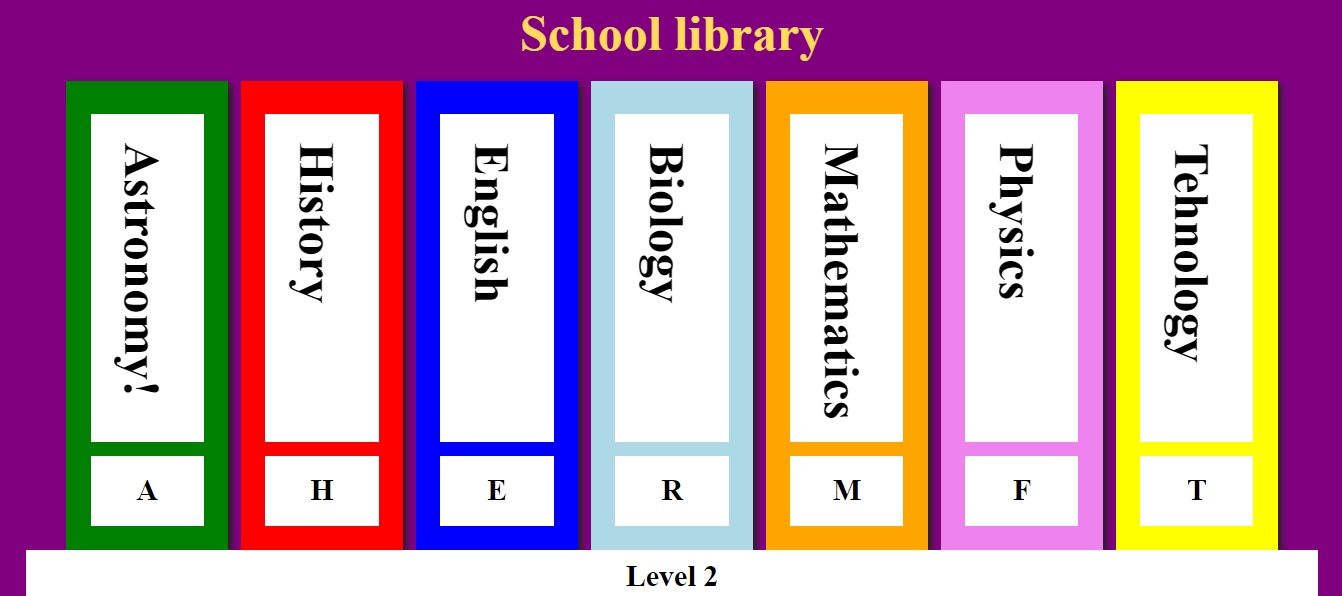 School library
Astronomy!
History
English
Biology
Mathematics
Physics
Tehnology
A
H
E
R
M
F
T
Level 2